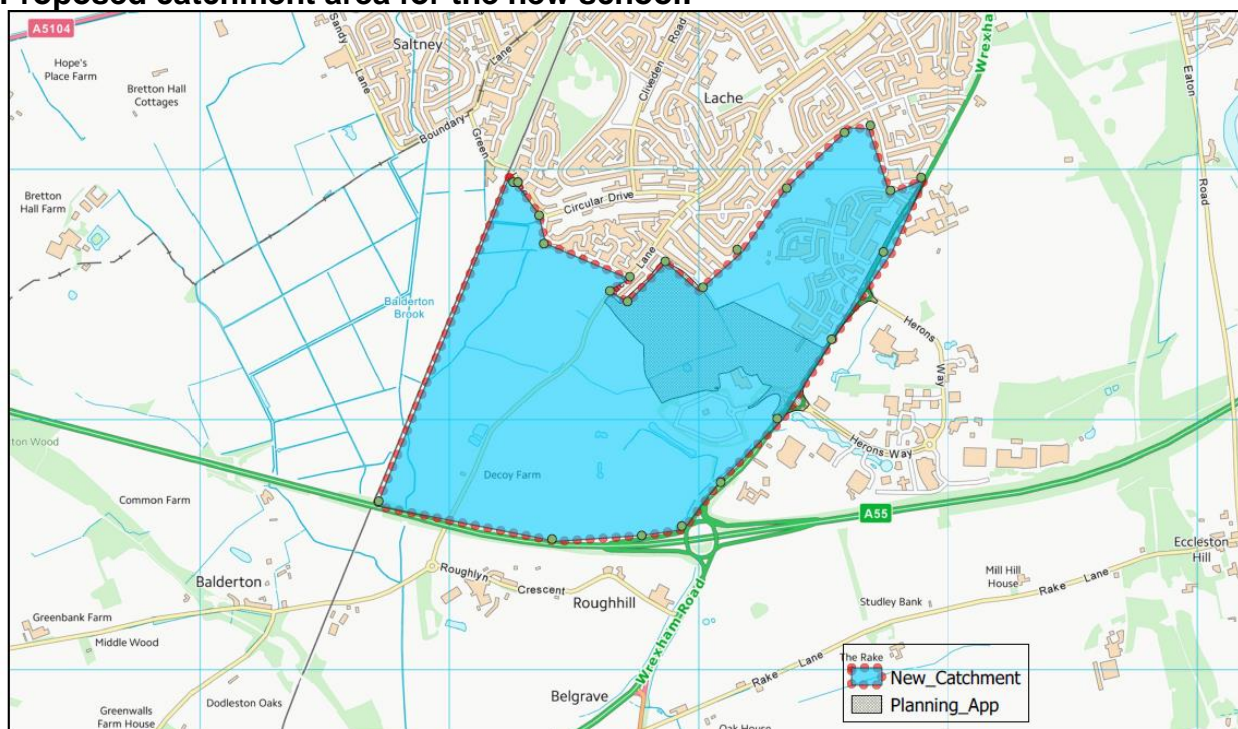 Proposed catchment area for the new school:
A5104
Hope's
Place Farm
Bretton Hall
Cottages
Sandy
Lane
Saltney
Lane
Boundary
Green
Cliveden Road
Lache
Wrexham
Eaton
Road
Bretton
Hall Farm
Circular Drive
Lane
Balderton
Brook
Herons
Way
Herons Way
ton Wood
Common Farm
Decoy Farm
A55
Eccleston
Hill
Balderton
Roughlyn
Crescent
Roughhill
Mill Hill
House
Rake Lane
Studley Bank
Greenbank Farm
Middle Wood
Wrexham Road
The Rake
Rake Lane
New_Catchment
Planning_App
Belgrave
Dodleston Oaks
Greenwalls
Farm House
Oak House